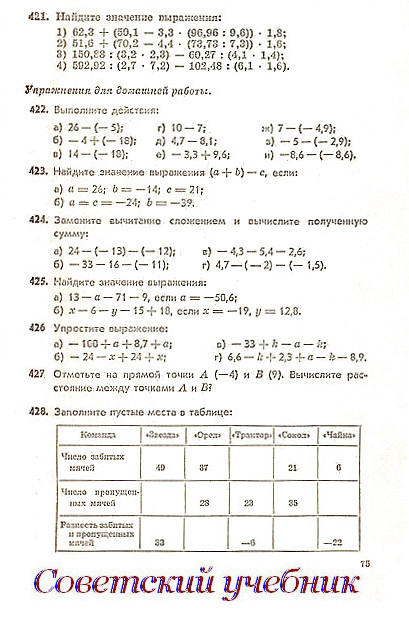 421. Найдите значение выражения:
1) 62,3 + (50,1 − 3,3 · (96,96 : 9,6)) · 1,8;
2) 51,6 + (70,2 − 4,4 · (73,73 : 7,3)) · 1,6;
3) 150,88 : (3,2 · 2,3) − 60,27 : (4,1 · 1,4);
4) 592,92 : (2,7 · 7,2) − 102,48 : (6,1 · 1,6).
Упражнения для домашней работы.
422. Выполните действия:
а) 26 − (− 5); г) 10 − 7; ж) 7 − (− 4,9);
б) − 4 + (− 18); д) 4,7 − 8,1; з) − 5 − (− 2,9);
в) 14 − (− 18); е) − 3,3 + 9,6; и) −8,6 − (− 8,6).
423. Найдите значение выражения (a + b) − c, если:
а) a = 26; b = −14; c = 21;
б) a = c = −24; b = −39.
424. Замените вычитание сложением и вычислите полученную
сумму:
а) 24 − (− 13) − (− 12); в) − 4,3 − 5,4 − 2,6;
б) − 33 − 16 − (− 11); г) 4,7 − (− 2) − (− 1,5).
425. Найдите значение выражения:
а) 13 − a − 71 − 9, если a = −50,6;
б) x − 6 − y − 15 + 18, если x = −19, y = 12,8.
426 Упростите выражение:
а) − 100 + a + 8,7 + a; в) − 33 + k − a − k;
б) − 24 − x + 24 + x; г) 6,6 − k + 2,3 + a − k − 8,9.
427. Отметьте на прямой точки A (−4) и B (9). Вычислите рас-
стояние между точками A и B?
428. Заполните пустые места в таблице:
Команда «Звезда» «Орел» «Трактор» «Сокол» «Чайка»
Число забитых
мячей 49 37 21 6
Число пропущен-
ных мячей 28 23 35
Разность забитых
и пропущенных
мячей 33 −6 −22
75
Советский учебник